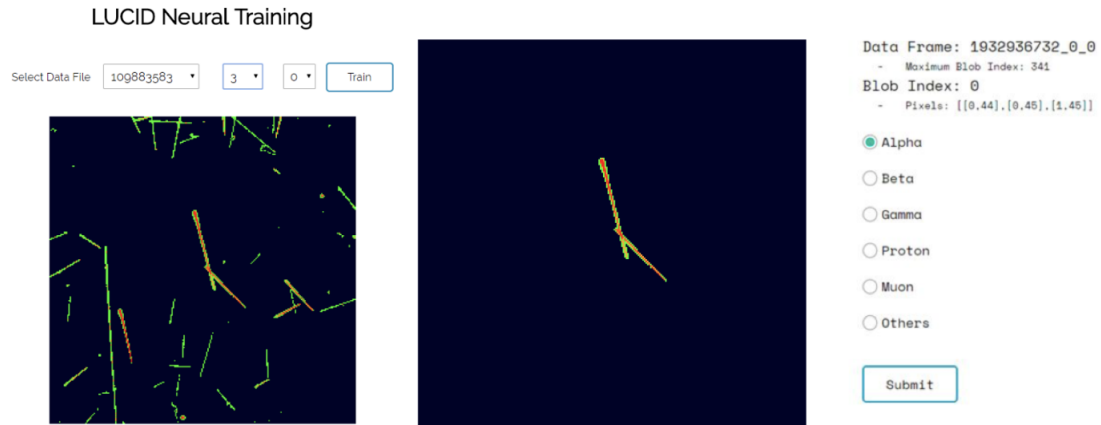 LUCID Neural Training
Select Data File 109883583 3 0 Train
Data Frame: 1932936732_0_0
- Maximum Blob Index: 341
Blob Index: 0
- Pixels: [[0,44],[0,45],[1,45]]
Alpha
Beta
Gamma
Proton
Muon
Others
Submit